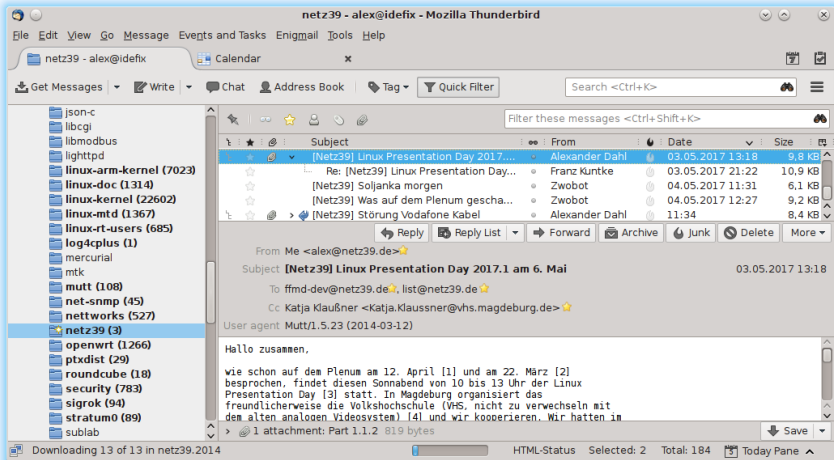 netz39 - alex@idefix - Mozilla Thunderbird
File Edit View Go Message Events and Tasks Enigmail Tools Help
netz39 - alex@idefix Calendar
Get Messages Write Chat Address Book Tag Quick Filter Search <Ctrl+K>
Filter these messages <Ctrl+Shift+K>
json-c
libcgi
libmodbus
lighttpd
linux-arm-kernel (7023)
linux-doc (1314)
linux-kernel (22602)
linux-mtd (1367)
linux-rt-users (685)
log4cplus (1)
mercurial
mtk
mutt (108)
net-snmp (45)
nettworks (527)
netz39 (3)
openwrt (1266)
ptxdist (29)
roundcube (18)
security (783)
sigrok (94)
stratum0 (89)
sublab
Subject From Date Size
[Netz39] Linux Presentation Day 2017.... Alexander Dahl 03.05.2017 13:18 9,8 KB
Re: [Netz39] Linux Presentation Day... Franz Kuntke 03.05.2017 21:22 10,9 KB
[Netz39] Soljanka morgen Zwobot 04.05.2017 11:31 6,1 KB
[Netz39] Was auf dem Plenum gescha... Zwobot 04.05.2017 12:27 9,2 KB
[Netz39] Störung Vodafone Kabel Alexander Dahl 11:34 8,4 KB
Reply Reply List Forward Archive Junk Delete More
From Me <alex@netz39.de>
Subject [Netz39] Linux Presentation Day 2017.1 am 6. Mai 03.05.2017 13:18
To ffmd-dev@netz39.de, list@netz39.de
Cc Katja Klaußner <Katja.Klaussner@vhs.magdeburg.de>
User agent Mutt/1.5.23 (2014-03-12)
Hallo zusammen,
wie schon auf dem Plenum am 12. April [1] und am 22. März [2]
besprochen, findet diesen Sonnabend von 10 bis 13 Uhr der Linux
Presentation Day [3] statt. In Magdeburg organisiert das
freundlicherweise die Volkshochschule (VHS, nicht zu verwechseln mit
dem alten analogen Videosystem) [4] und wir kooperieren. Wir hatten im
1 attachment: Part 1.1.2 819 bytes Save
Downloading 13 of 13 in netz39.2014 HTML-Status Selected: 2 Total: 184 Today Pane